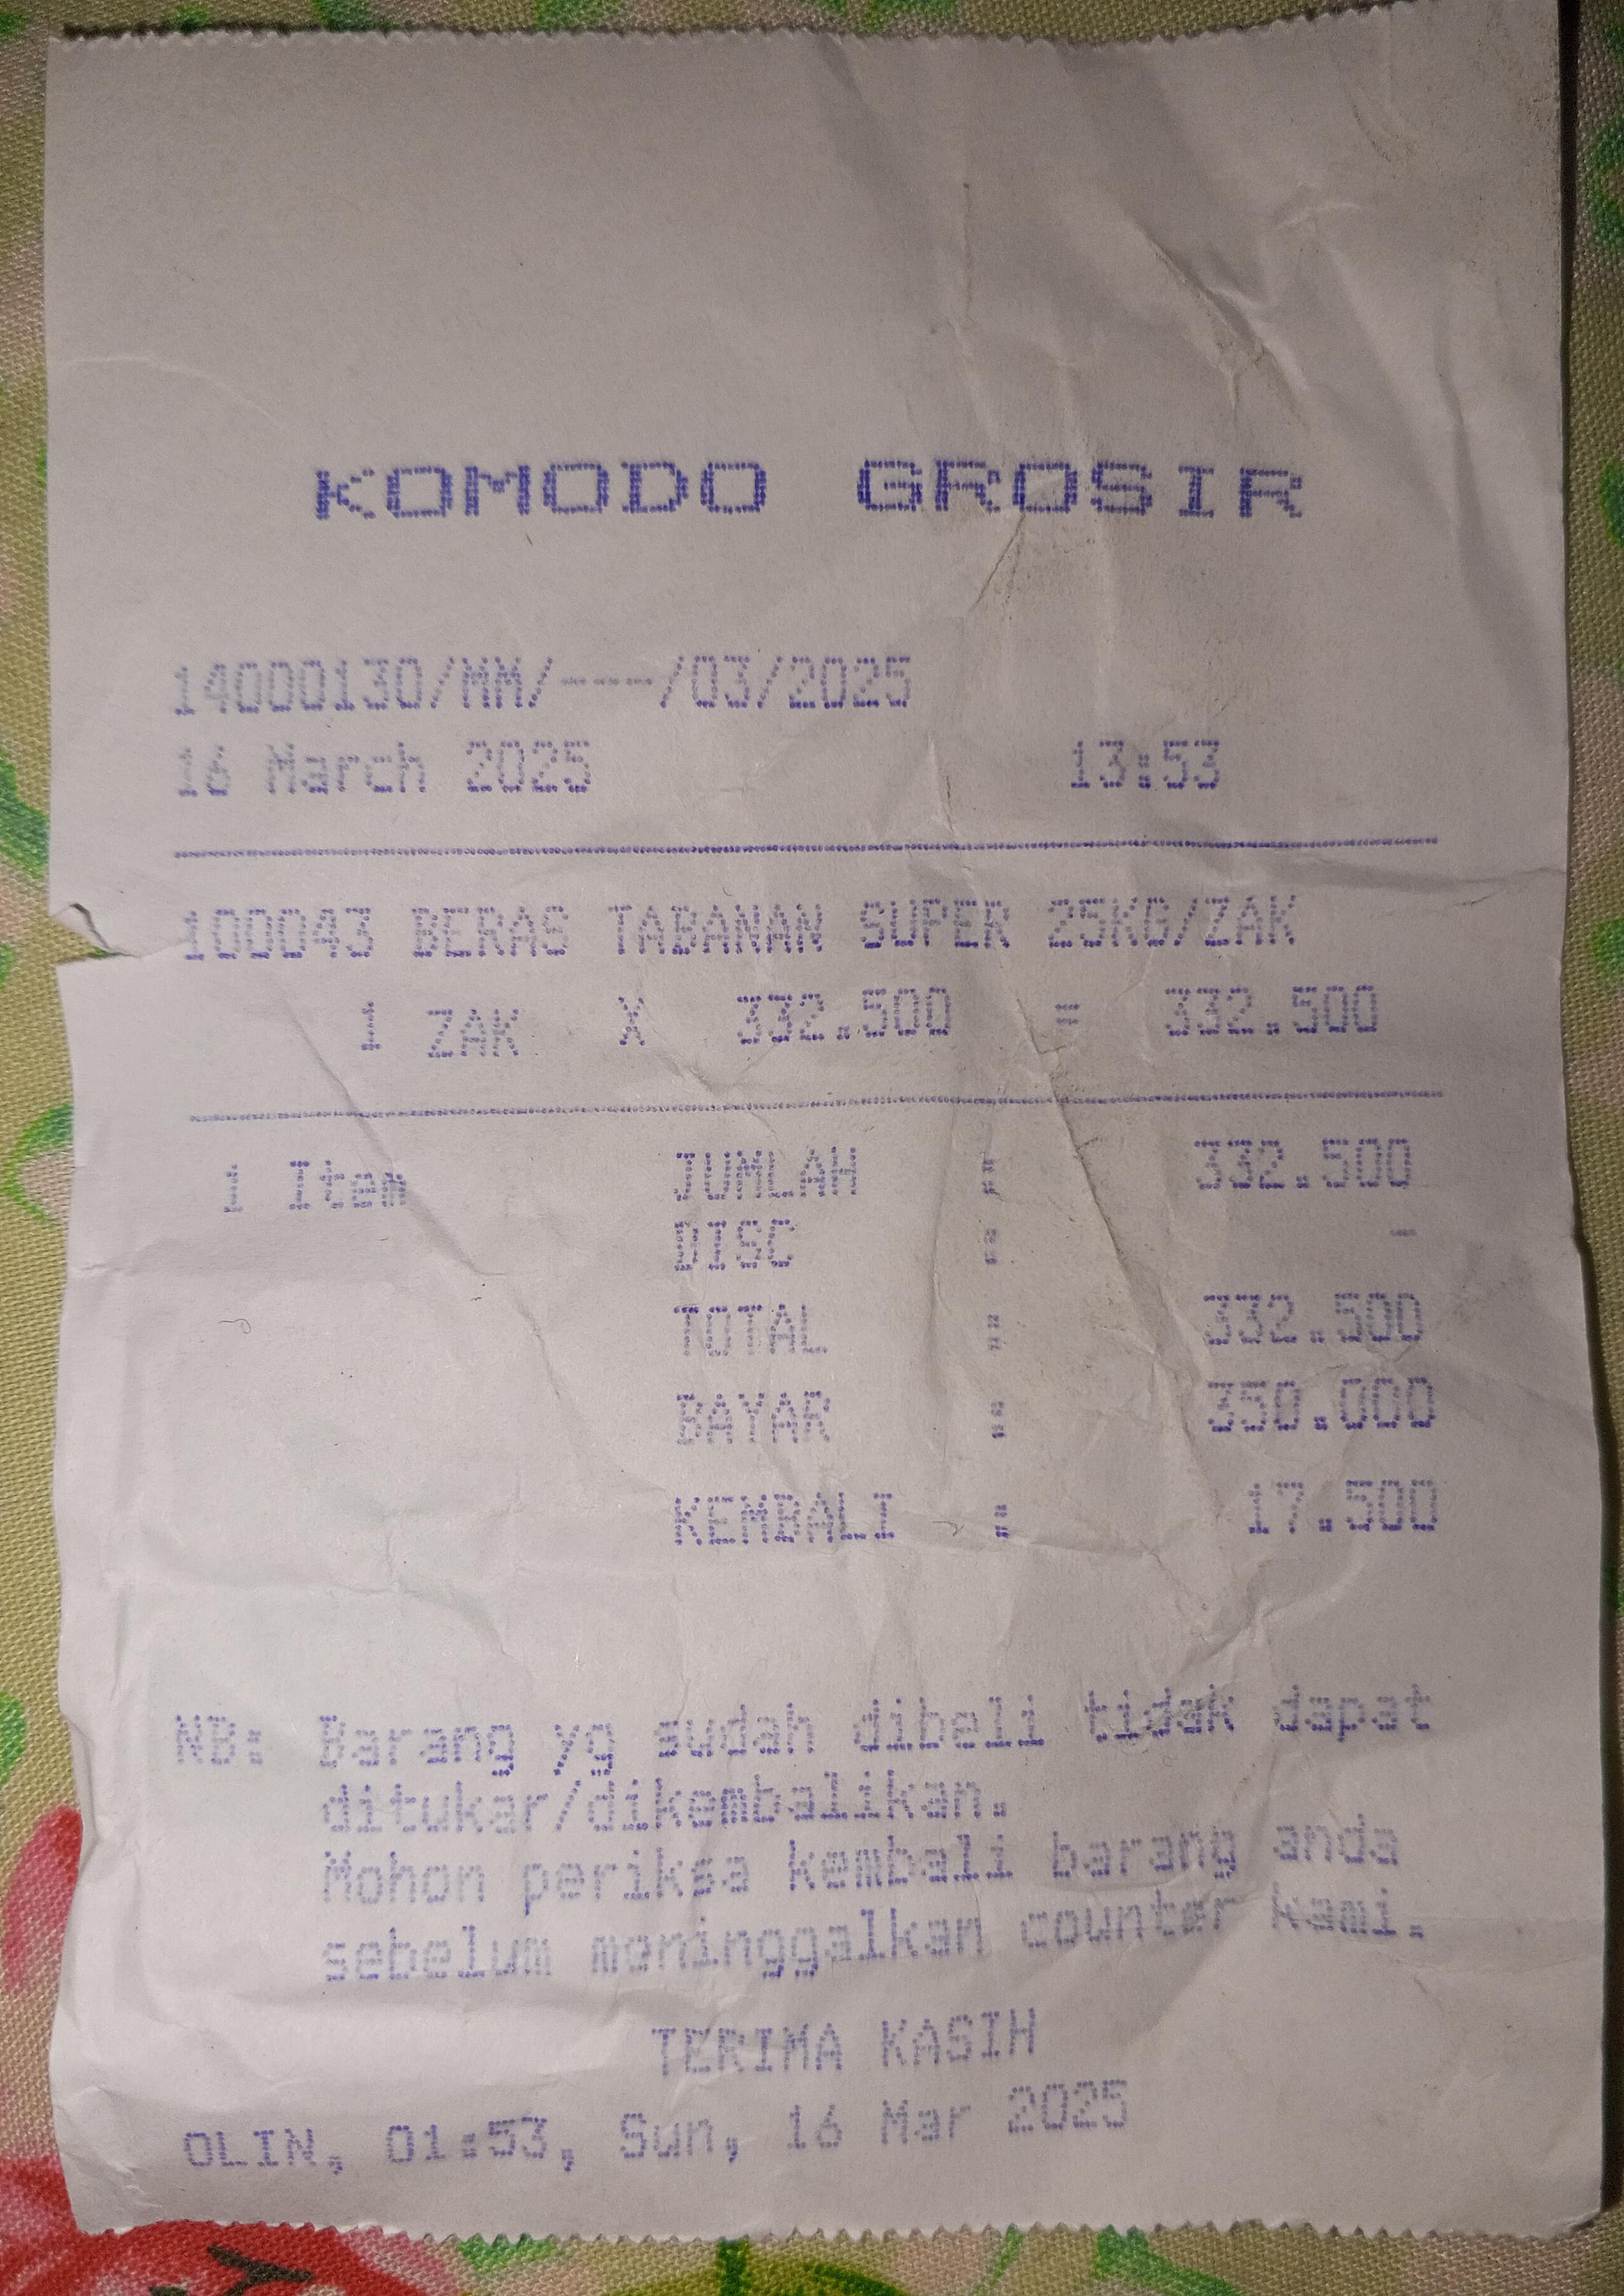 KOMODO GROSIR
1400130/MM/----/03/2025
16 March 2025 13:53
BERAS TABANAN SUPER 25KG/ZAK
1 ZAK X 332.500 = 332.500
1 Item JUMLAH : 332.500
DISC : -
TOTAL : 332.500
BAYAR : 350.000
KEMBALI : 17.500
NB: Barang yg sudah dibeli tidak dapat
ditukar/dikembalikan.
Mohon periksa kembali barang anda
sebelum meninggalkan counter kami.
TERIMA KASIH
OLIN, 01:53, Sun, 16 Mar 2025